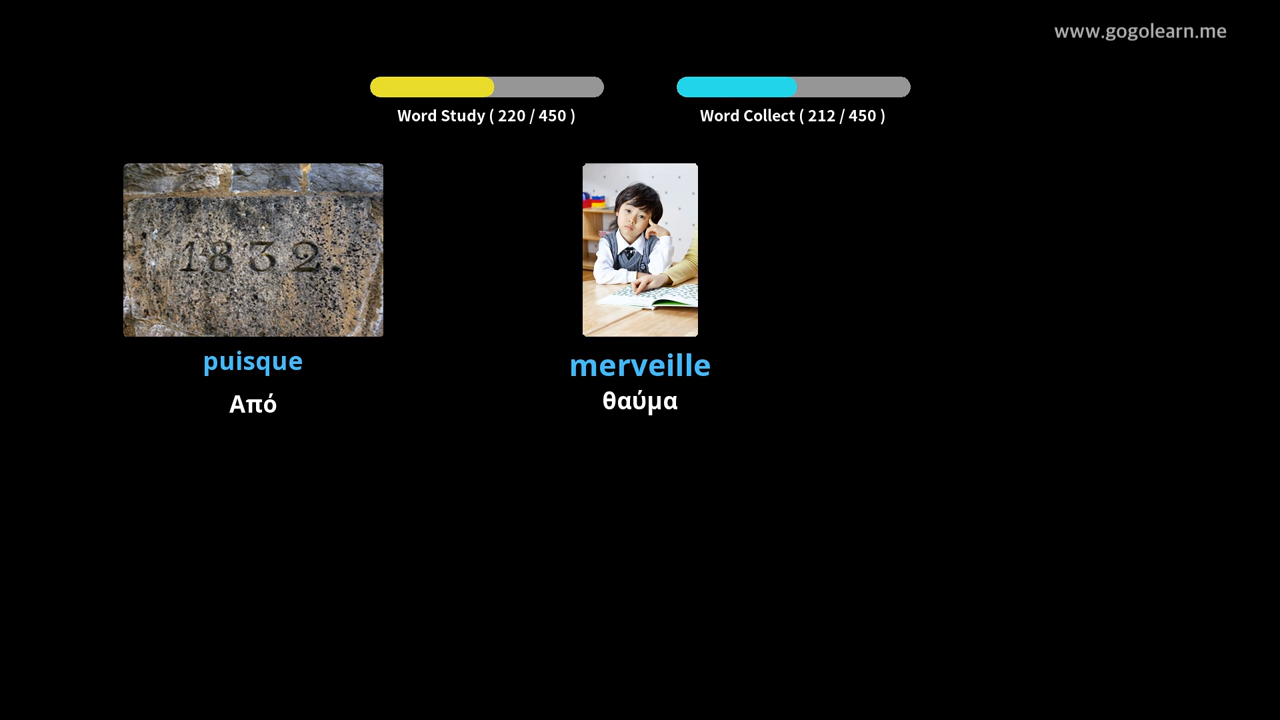 www.gogolearn.me
Word Study ( 220 / 450 )
Word Collect ( 212 / 450 )
1832.
puisque
Από
merveille
θαύμα